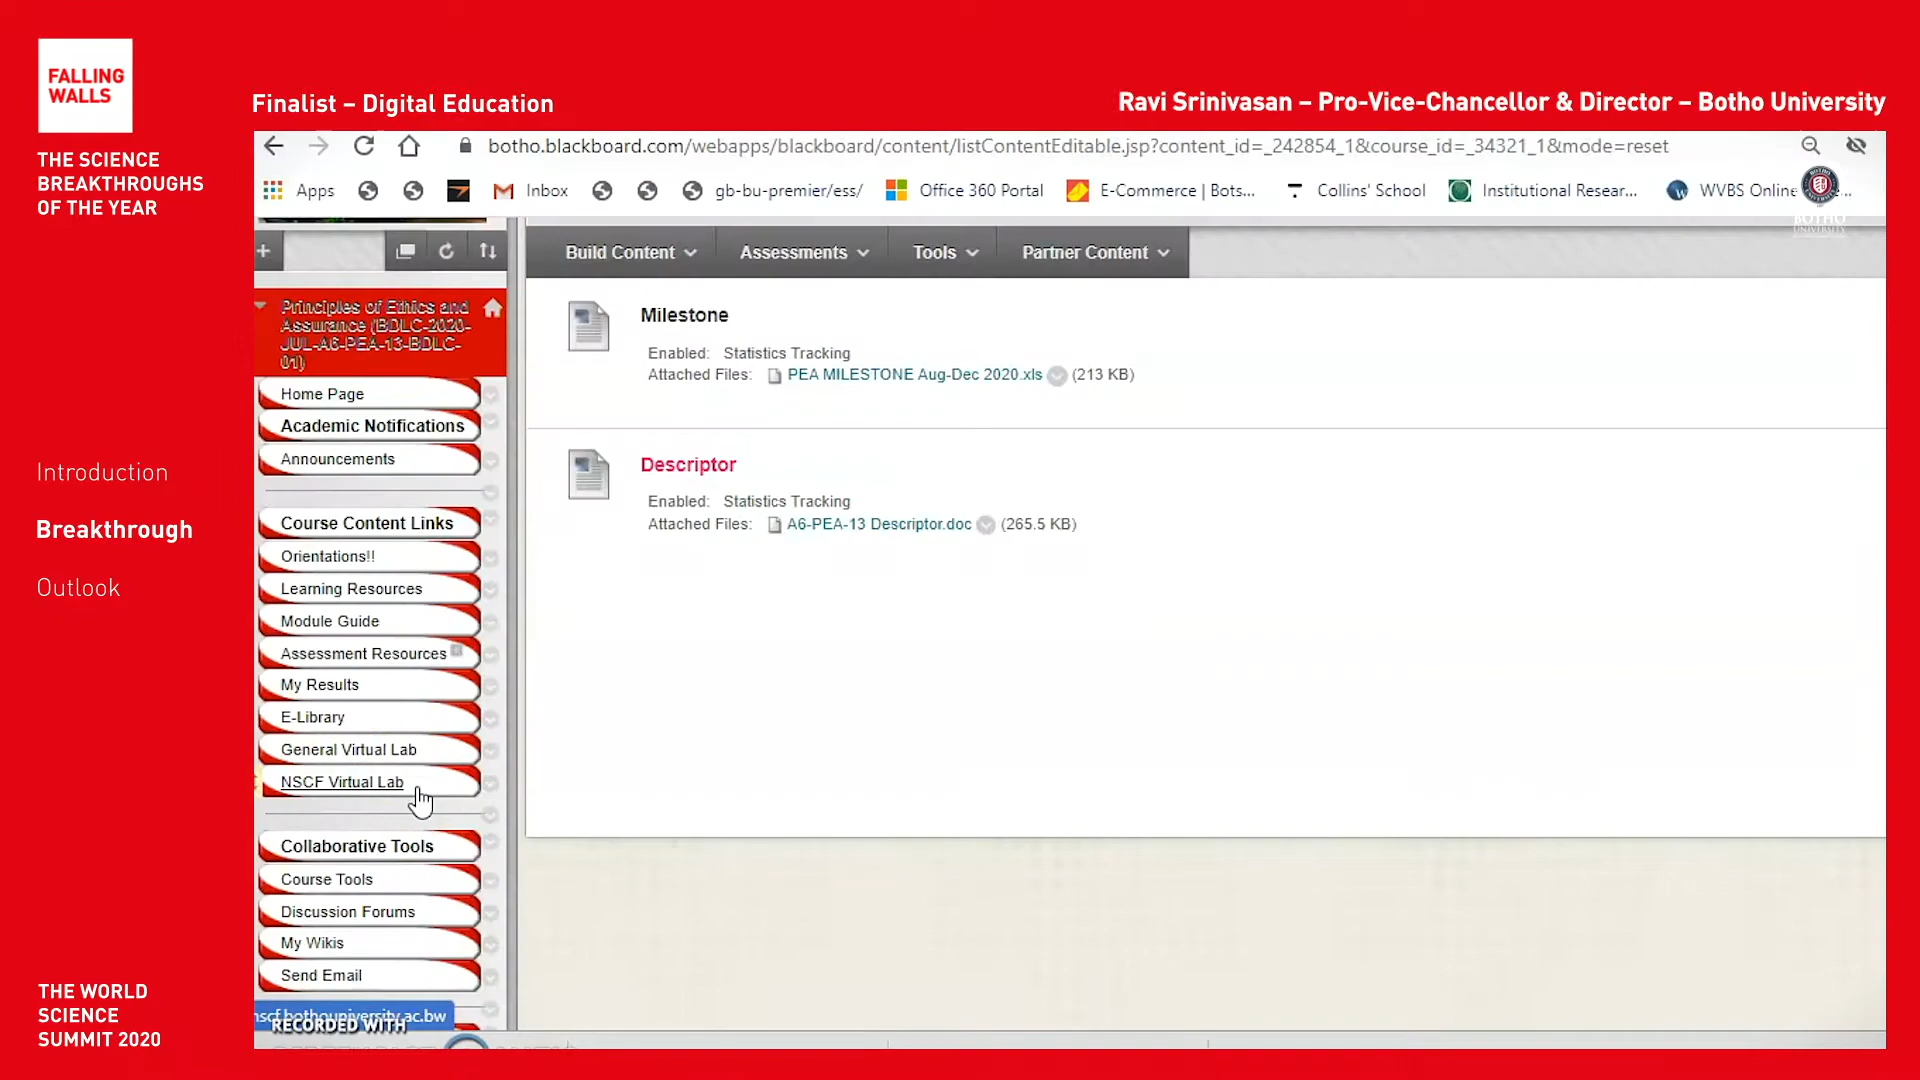 FALLING
WALLS
THE SCIENCE
BREAKTHROUGHS
OF THE YEAR
Introduction
Breakthrough
Outlook
THE WORLD
SCIENCE
SUMMIT 2020
Finalist – Digital Education
Ravi Srinivasan – Pro-Vice-Chancellor & Director – Botho University
botho.blackboard.com/webapps/blackboard/content/listContentEditable.jsp?content_id=_242854_1&course_id=_34321_1&mode=reset
Apps Inbox gb-bu-premier/ess/ Office 360 Portal E-Commerce | Bots... Collins' School Institutional Resear... WVBS Online
BOTHO
UNIVERSITY
Build Content Assessments Tools Partner Content
Principles of Ethics and
Assurance (BDLC-2020-
JUL-A6-PEA-13-BDLC-
01)
Home Page
Academic Notifications
Announcements
Course Content Links
Orientations!!
Learning Resources
Module Guide
Assessment Resources
My Results
E-Library
General Virtual Lab
NSCF Virtual Lab
Collaborative Tools
Course Tools
Discussion Forums
My Wikis
Send Email
nscf.bothouniversity.ac.bw
RECORDED WITH
Milestone
Enabled: Statistics Tracking
Attached Files: PEA MILESTONE Aug-Dec 2020.xls (213 KB)
Descriptor
Enabled: Statistics Tracking
Attached Files: A6-PEA-13 Descriptor.doc (265.5 KB)